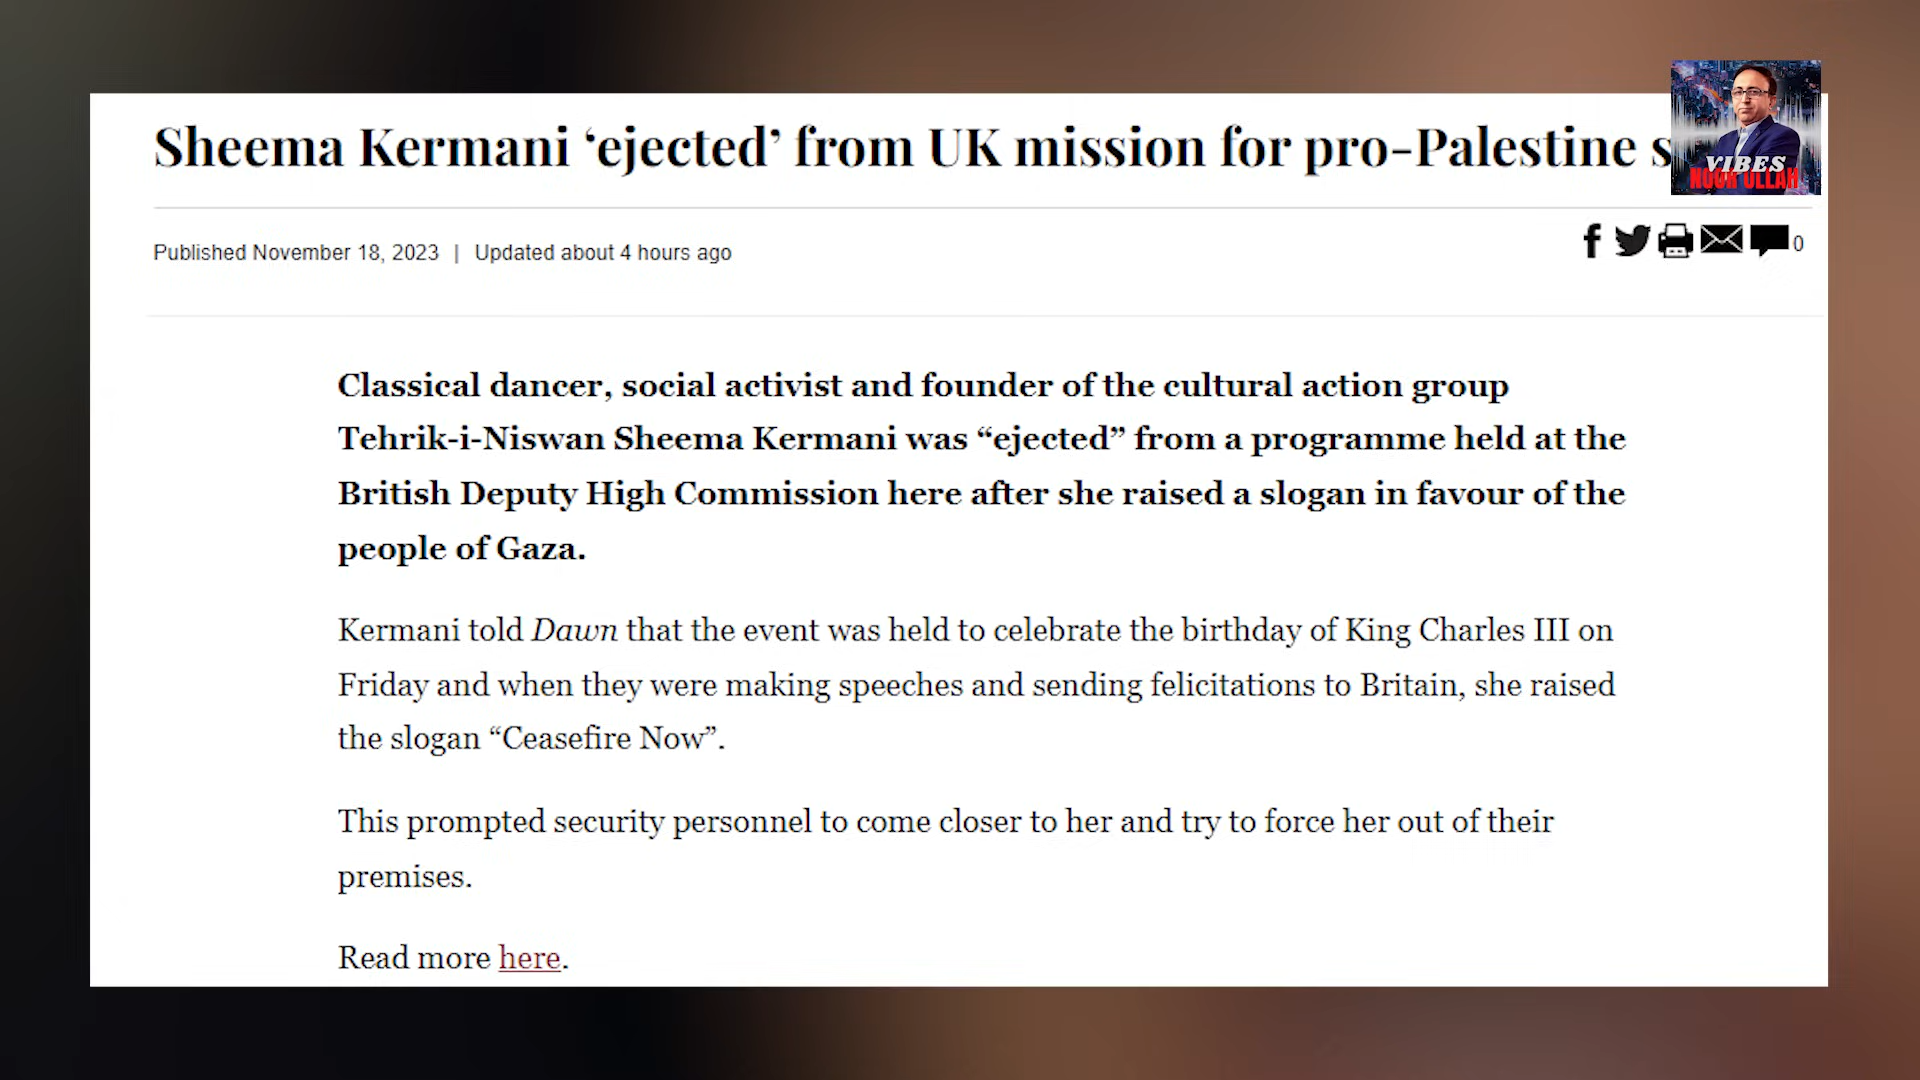 Sheema Kermani ‘ejected’ from UK mission for pro-Palestine s
VIBES
NOOR ULLAH
Published November 18, 2023 | Updated about 4 hours ago
0
Classical dancer, social activist and founder of the cultural action group
Tehrik-i-Niswan Sheema Kermani was “ejected” from a programme held at the
British Deputy High Commission here after she raised a slogan in favour of the
people of Gaza.
Kermani told Dawn that the event was held to celebrate the birthday of King Charles III on
Friday and when they were making speeches and sending felicitations to Britain, she raised
the slogan “Ceasefire Now”.
This prompted security personnel to come closer to her and try to force her out of their
premises.
Read more here.